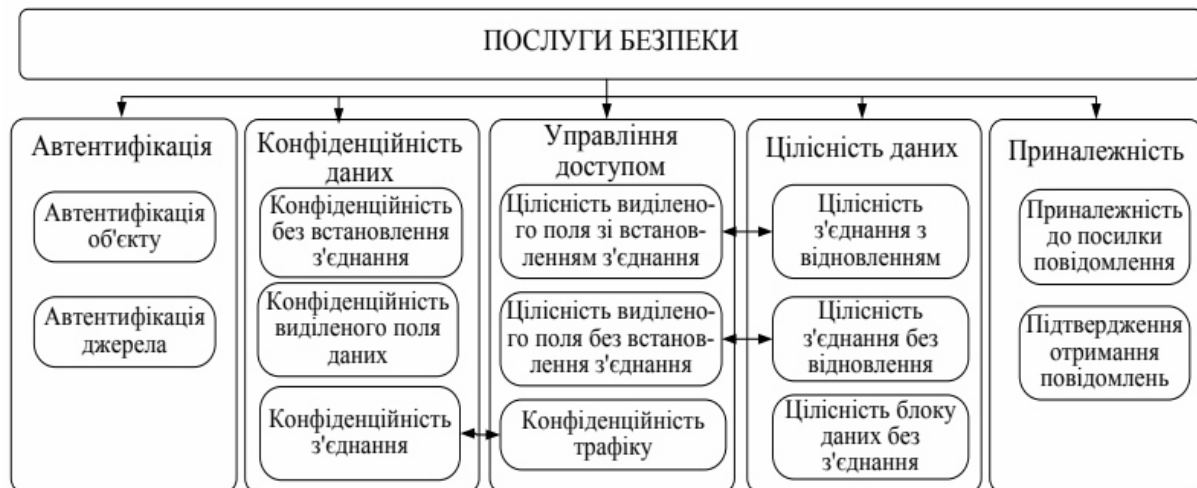 ПОСЛУГИ БЕЗПЕКИ
Автентифікація
Автентифікація
об'єкту
Автентифікація
джерела
Конфіденційність
даних
Конфіденційність
без встановлення
з'єднання
Конфіденційність
виділеного поля
даних
Конфіденційність
з'єднання
Управління
доступом
Цілісність виділено-
го поля зі встанов-
ленням з'єднання
Цілісність виділено-
го поля без встанов-
лення з'єднання
Конфіденційність
трафіку
Цілісність даних
Цілісність
з'єднання з
відновленням
Цілісність
з'єднання без
відновлення
Цілісність блоку
даних без
з'єднання
Приналежність
Приналежність
до посилки
повідомлення
Підтвердження
отримання
повідомлень